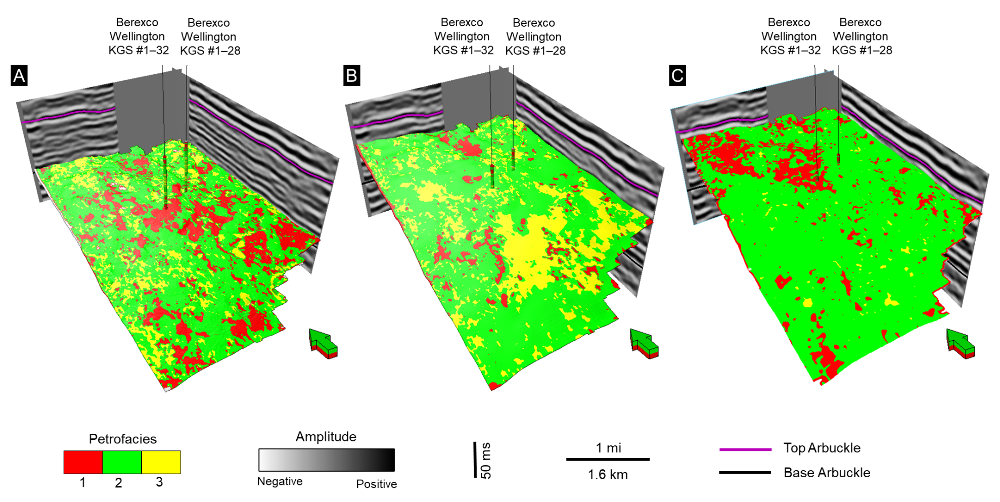 Berexco
Wellington
KGS #1–32
Berexco
Wellington
KGS #1–28
Berexco
Wellington
KGS #1–32
Berexco
Wellington
KGS #1–28
Berexco
Wellington
KGS #1–32
Berexco
Wellington
KGS #1–28
A
B
C
Petrofacies
1
2
3
Amplitude
Negative
Positive
50 ms
1 mi
1.6 km
Top Arbuckle
Base Arbuckle